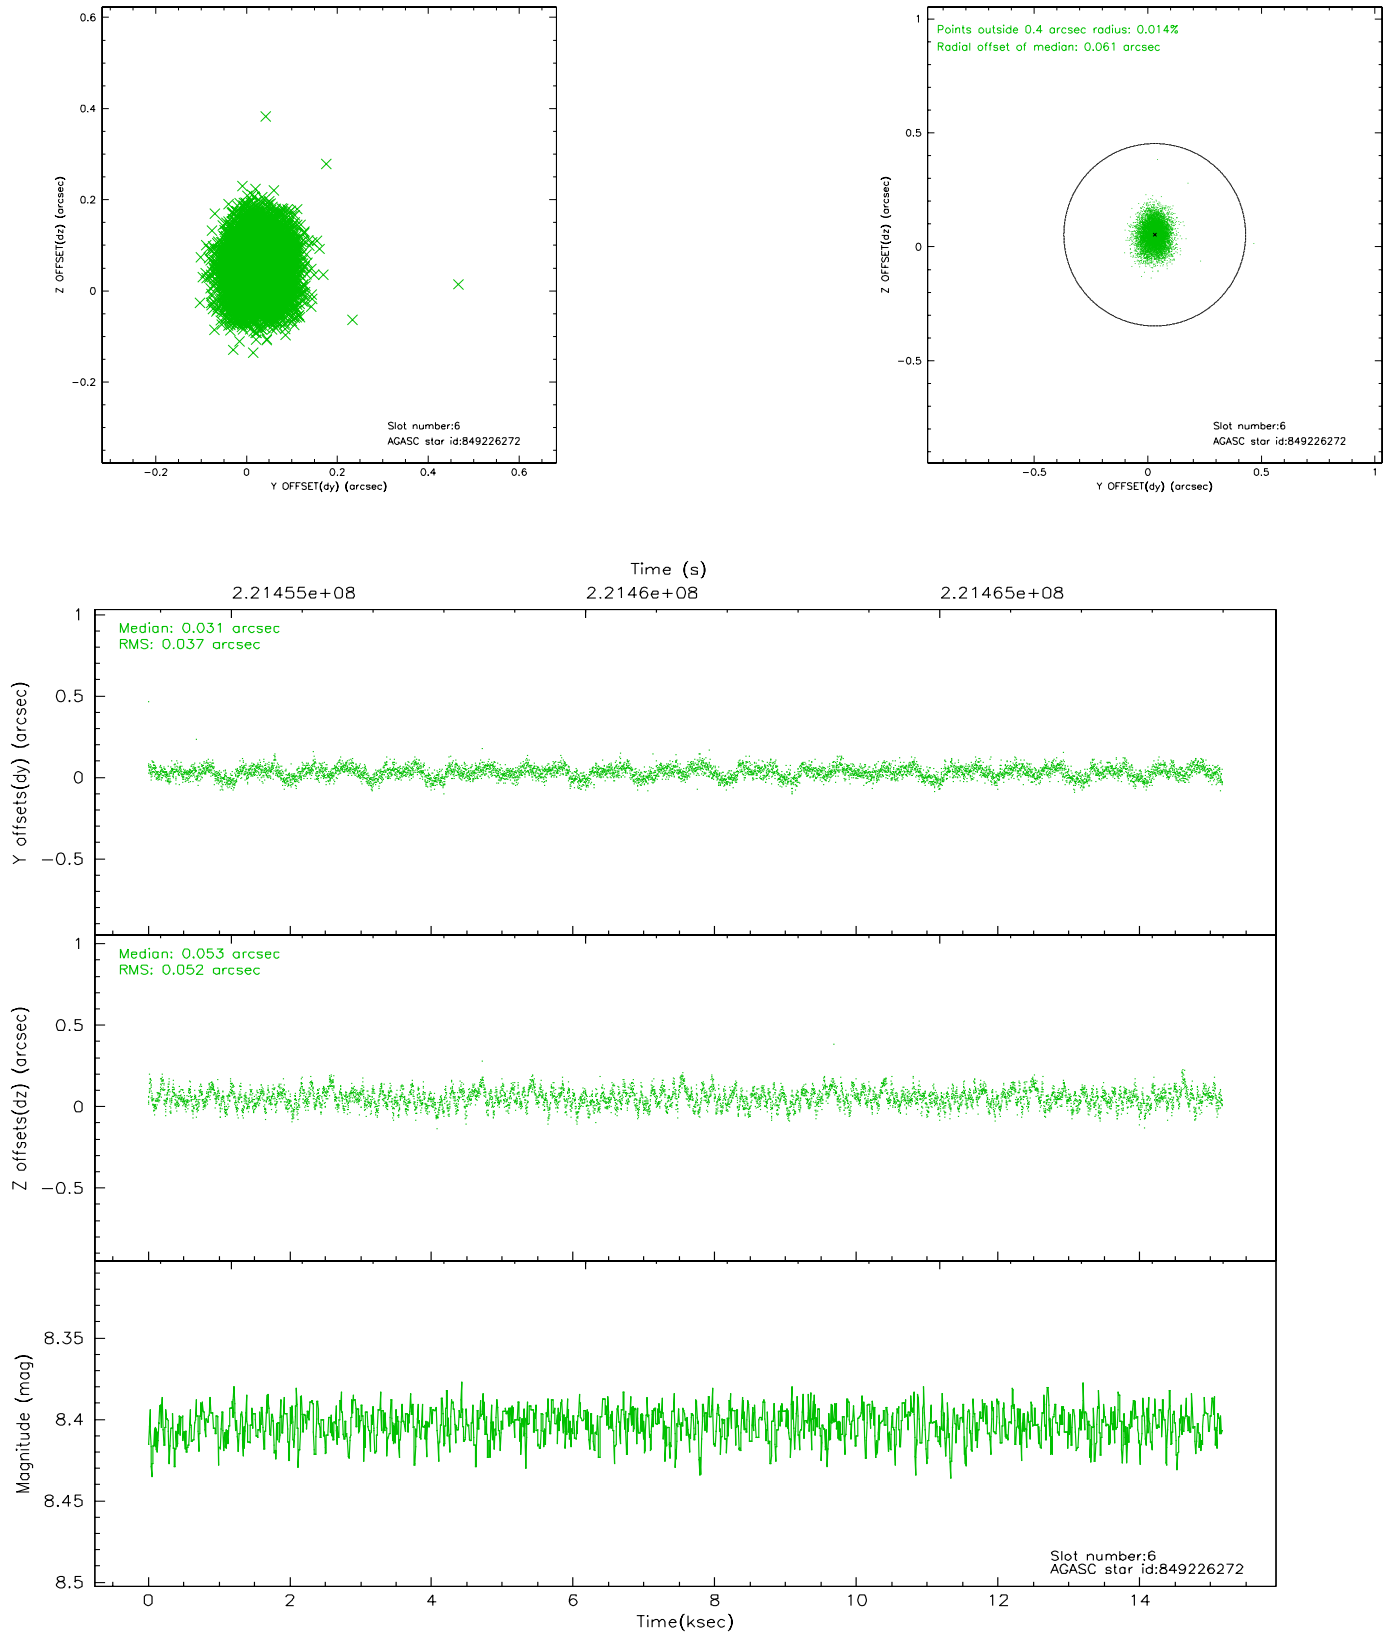 0.6
0.4
0.2
0
−0.2
Z OFFSET(dz) (arcsec)
Slot number:6
AGASC star id:849226272
−0.2 0 0.2 0.4 0.6
Y OFFSET(dy) (arcsec)
Points outside 0.4 arcsec radius: 0.014%
Radial offset of median: 0.061 arcsec
1
0.5
0
−0.5
Z OFFSET(dz) (arcsec)
Slot number:6
AGASC star id:849226272
−0.5 0 0.5 1
Y OFFSET(dy) (arcsec)
Time (s)
2.21455e+08 2.2146e+08 2.21465e+08
Median: 0.031 arcsec
RMS: 0.037 arcsec
1
0.5
0
−0.5
Y offsets(dy) (arcsec)
Median: 0.053 arcsec
RMS: 0.052 arcsec
1
0.5
0
−0.5
Z offsets(dz) (arcsec)
8.35
8.4
8.45
8.5
Magnitude (mag)
Slot number:6
AGASC star id:849226272
0 2 4 6 8 10 12 14
Time(ksec)